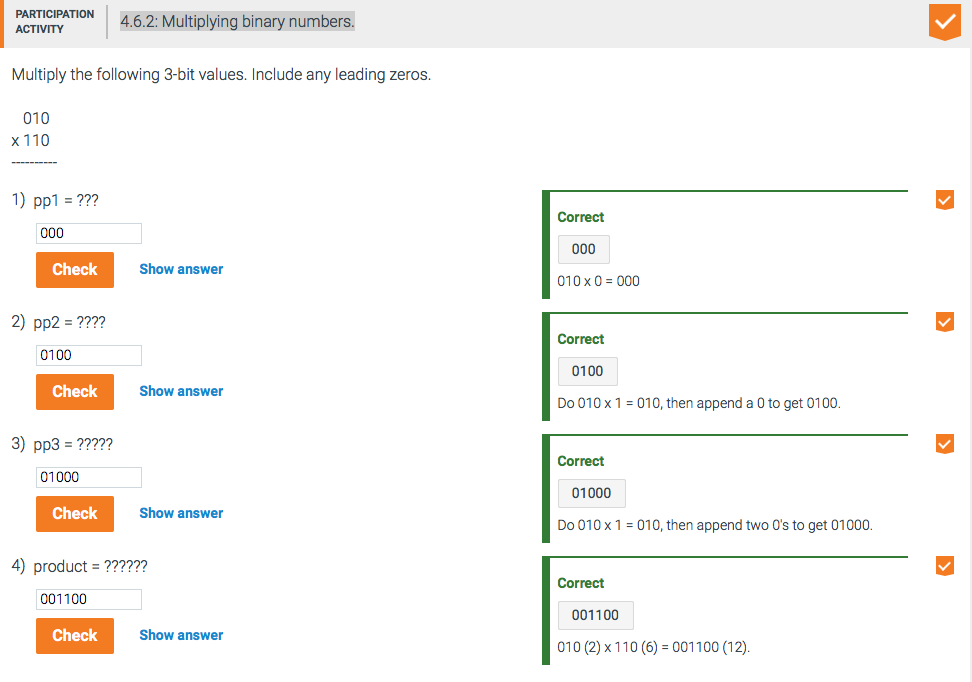 PARTICIPATION
ACTIVITY
4.6.2: Multiplying binary numbers.
Multiply the following 3-bit values. Include any leading zeros.
010
x 110
----------
1) pp1 = ???
000
Check Show answer
Correct
000
010 x 0 = 000
2) pp2 = ????
0100
Check Show answer
Correct
0100
Do 010 x 1 = 010, then append a 0 to get 0100.
3) pp3 = ?????
01000
Check Show answer
Correct
01000
Do 010 x 1 = 010, then append two 0's to get 01000.
4) product = ??????
001100
Check Show answer
Correct
001100
010 (2) x 110 (6) = 001100 (12).